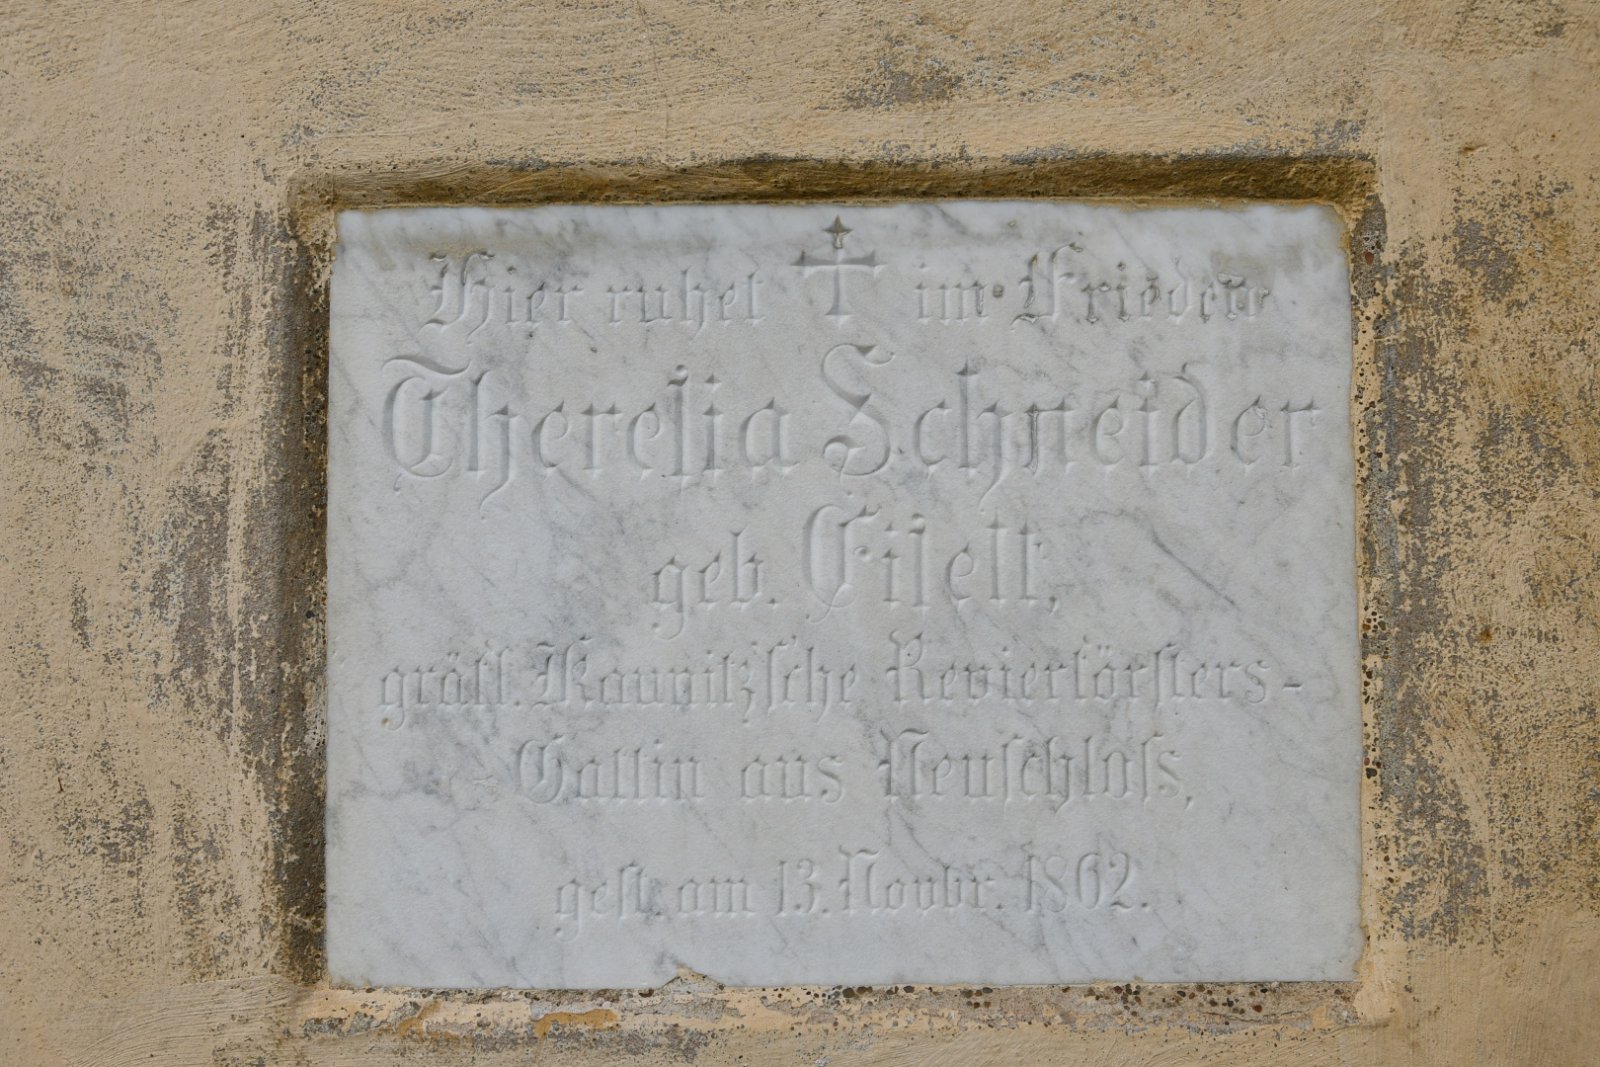 Hier ruhet im Frieden
Theresia Schneider
geb. Eiselt,
gräfl. Kaunitz'sche Revierförsters-
Gattin aus Neuschloss,
gest. am 13. Novbr. 1862.